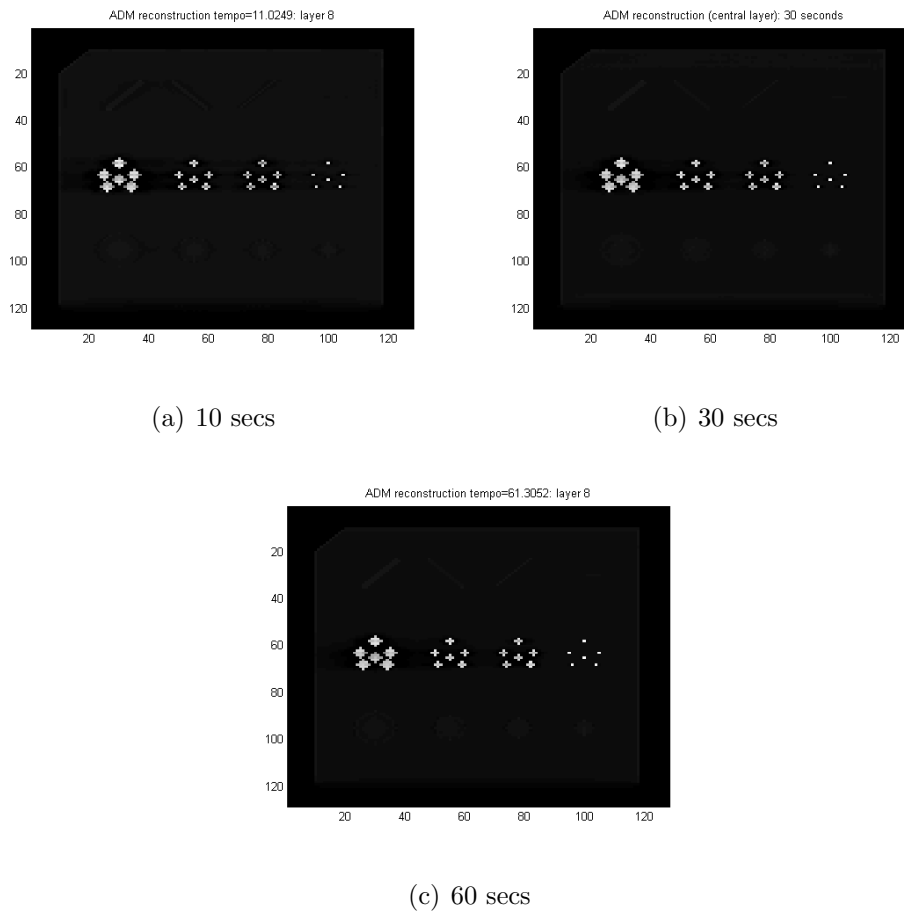 ADM reconstruction tempo=11.0249: layer 8
20
40
60
80
100
120
20 40 60 80 100 120
(a) 10 secs
ADM reconstruction (central layer): 30 seconds
20
40
60
80
100
120
20 40 60 80 100 120
(b) 30 secs
ADM reconstruction tempo=61.3052: layer 8
20
40
60
80
100
120
20 40 60 80 100 120
(c) 60 secs